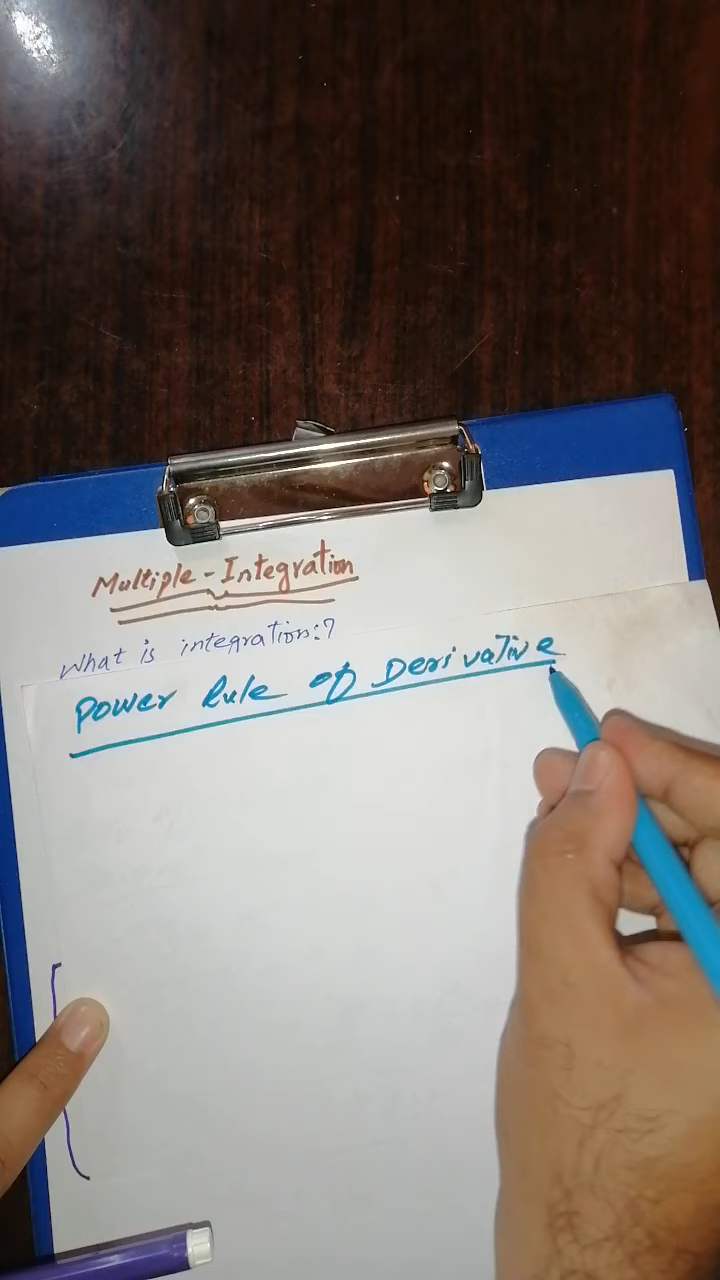 Multiple-Integration
What is integration:?
Power Rule of Derivative